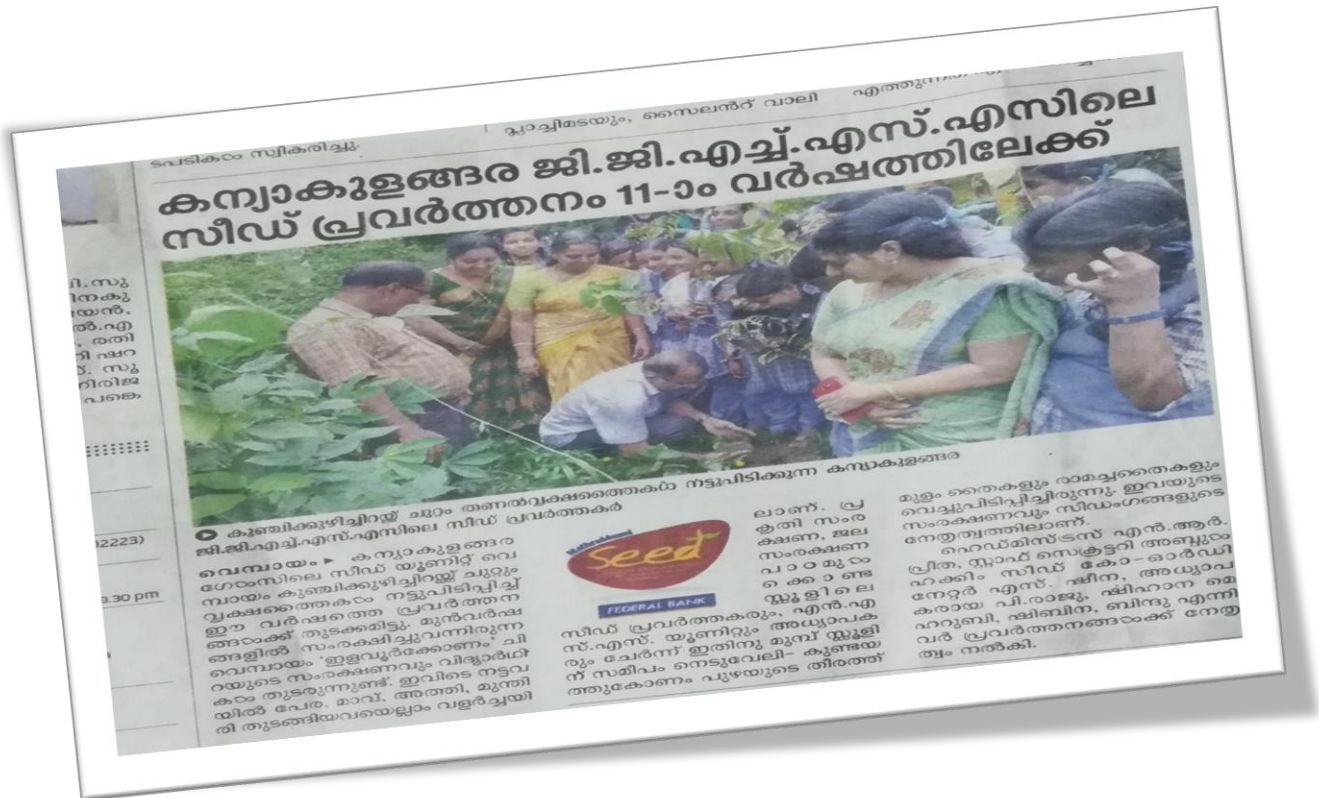 ടപടികൾ സ്വീകരിച്ചു.
പ്ലാച്ചിമടയും, സൈലൻറ് വാലി
കന്യാകുളങ്ങര ജി.ജി.എച്ച്.എസ്.എസിലെ
സീഡ് പ്രവർത്തനം 11-ാം വർഷത്തിലേക്ക്
കുഞ്ചിക്കുഴിച്ചിറയ്ക്ക് ചുറ്റും തണൽവൃക്ഷത്തൈകൾ നട്ടുപിടിക്കുന്ന കന്യാകുളങ്ങര
ജി.ജി.എച്ച്.എസ്.എസിലെ സീഡ് പ്രവർത്തകർ
വെമ്പായം ▸ കന്യാകുളങ്ങര
ഗേൾസിലെ സീഡ് യൂണിറ്റ് വെ
മ്പായം കുഞ്ചിക്കുഴിച്ചിറയ്ക്ക് ചുറ്റും
വൃക്ഷത്തൈകൾ നട്ടുപിടിപ്പിച്ച്
ഈ വർഷത്തെ പ്രവർത്തന
ങ്ങൾക്ക് തുടക്കമിട്ടു. മുൻവർഷ
ങ്ങളിൽ സംരക്ഷിച്ചുവന്നിരുന്ന
വെമ്പായം 'ഇളവൂർക്കോണം' ചി
റയുടെ സംരക്ഷണവും വിദ്യാർഥി
കൾ തുടരുന്നുണ്ട്. ഇവിടെ നട്ടവ
യിൽ പേര, മാവ്, അത്തി, മുന്തി
രി തുടങ്ങിയവയെല്ലാം വളർച്ചയി
Mathrubhumi
Seed
FEDERAL BANK
ലാണ്. പ്ര
കൃതി സംര
ക്ഷണ, ജല
സംരക്ഷണ
പാഠമുൾ
ക്കൊണ്ട
സ്കൂളിലെ
സീഡ് പ്രവർത്തകരും, എൻ.എ
സ്.എസ്. യൂണിറ്റും അധ്യാപക
രും ചേർന്ന് ഇതിനു മുമ്പ് സ്കൂളി
ന് സമീപം നെടുവേലി- കുണ്ടയ
ത്തുകോണം പുഴയുടെ തീരത്ത്
മുളം തൈകളും രാമച്ചതൈകളും
വെച്ചുപിടിപ്പിച്ചിരുന്നു. ഇവയുടെ
സംരക്ഷണവും സീഡംഗങ്ങളുടെ
നേതൃത്വത്തിലാണ്.
ഹെഡ്മിസ്ട്രസ് എൻ.ആർ.
പ്രീത, സ്റ്റാഫ് സെക്രട്ടറി അബ്ദുൾ
ഹക്കിം സീഡ് കോ-ഓർഡി
നേറ്റർ എസ്. ഷീന, അധ്യാപ
കരായ പി.രാജു, ഷിഹാന മെ
ഹറുബി, ഷിബിന, ബിന്ദു എന്നി
വർ പ്രവർത്തനങ്ങൾക്ക് നേതൃ
ത്വം നൽകി.